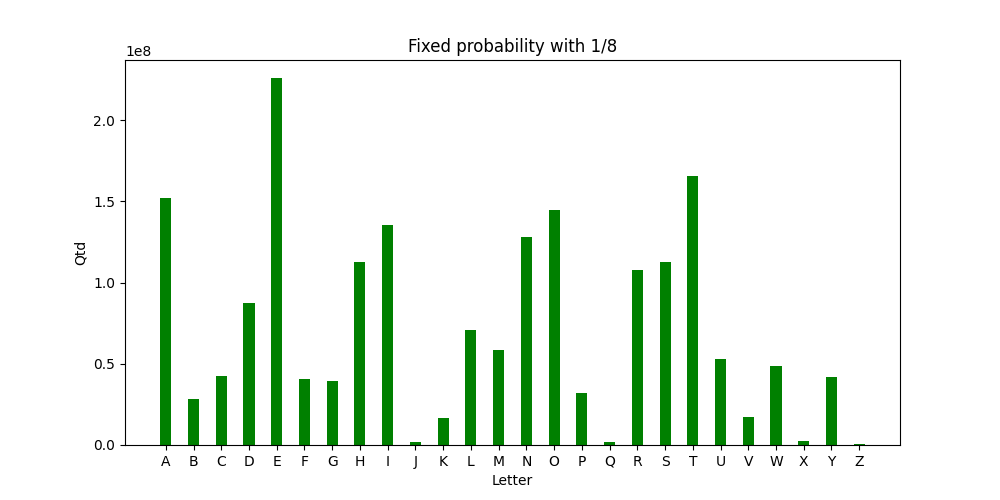 Fixed probability with 1/8
1e8
2.0
1.5
1.0
0.5
0.0
Qtd
A B C D E F G H I J K L M N O P Q R S T U V W X Y Z
Letter